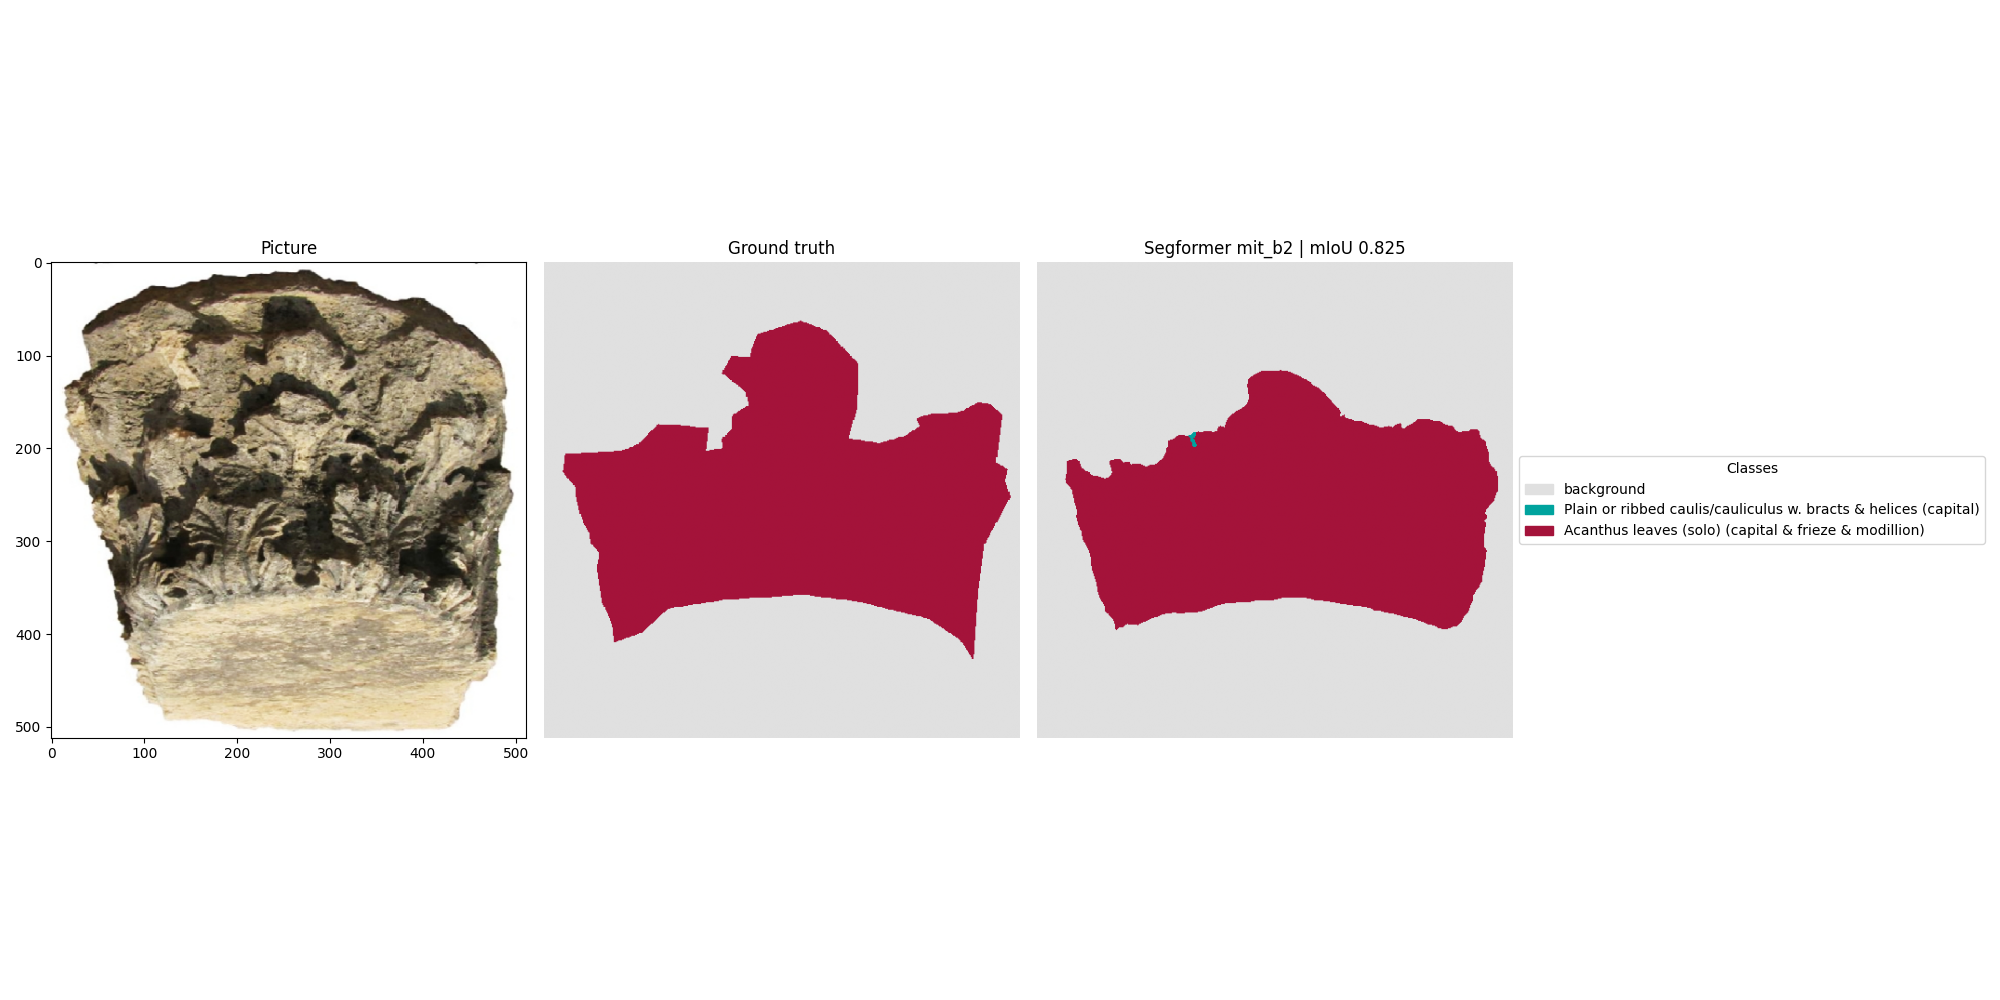 Picture
Ground truth
Segformer mit_b2 | mIoU 0.825
0
100
200
300
400
500
0 100 200 300 400 500
Classes
background
Plain or ribbed caulis/cauliculus w. bracts & helices (capital)
Acanthus leaves (solo) (capital & frieze & modillion)